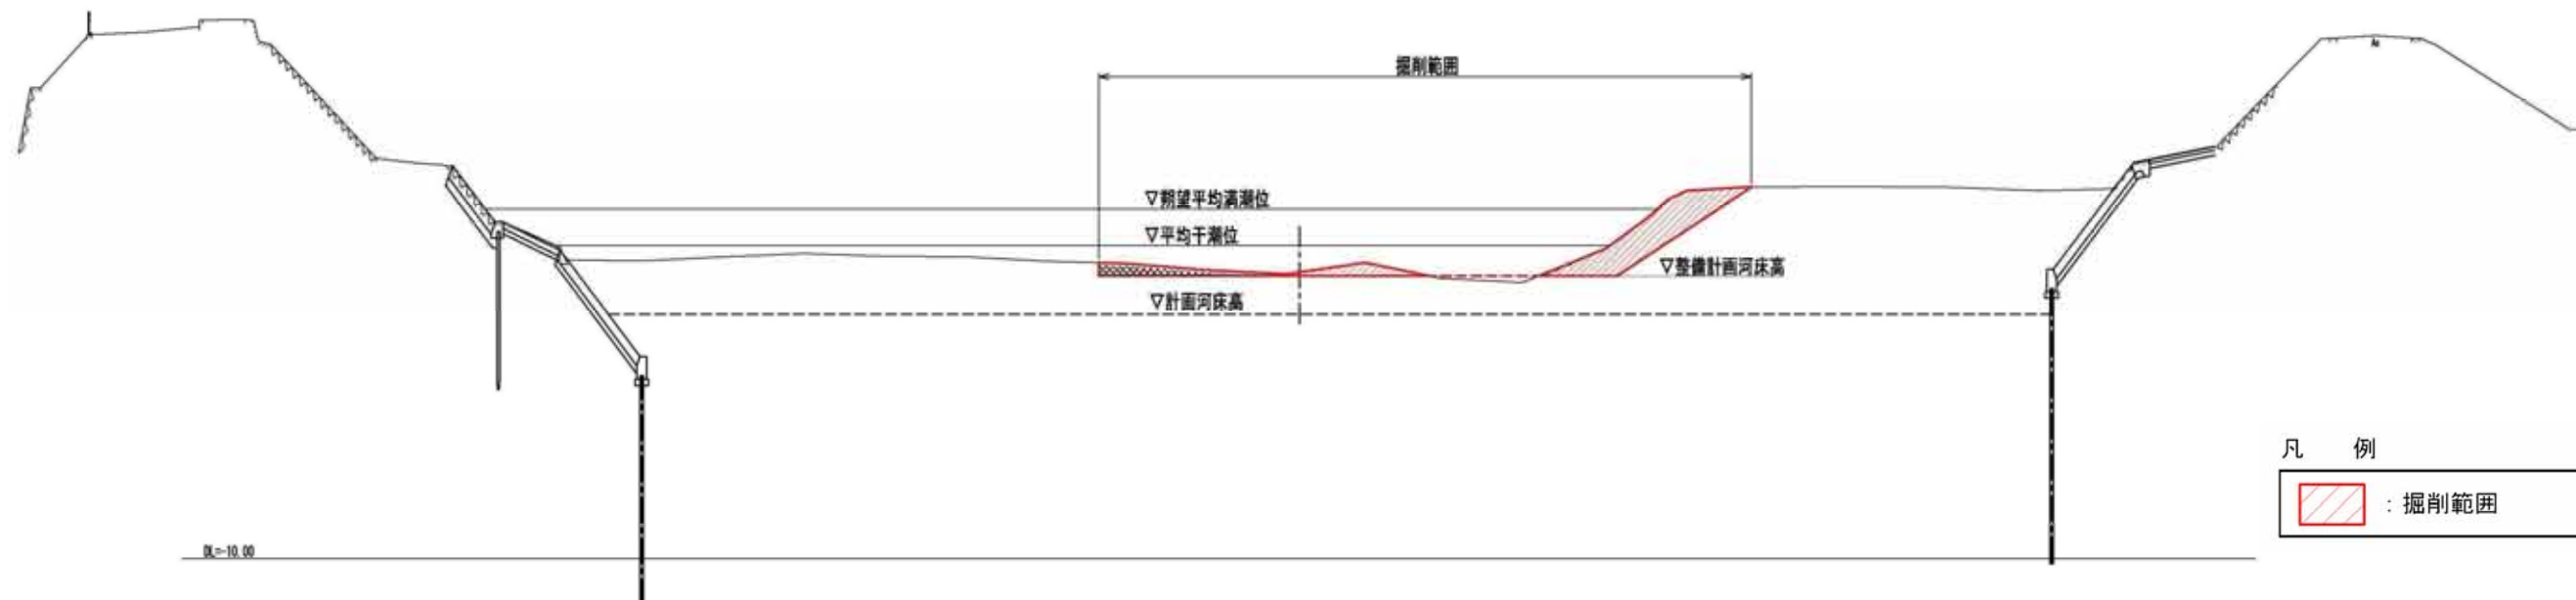 掘削範囲
▽朔望平均満潮位
▽平均干潮位
▽整備計画河床高
▽計画河床高
凡 例
：掘削範囲
DL=-10.00